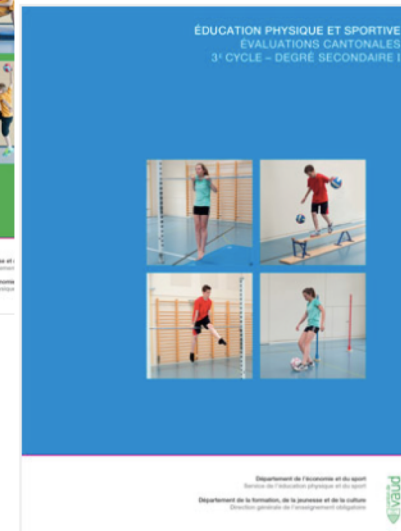 ÉDUCATION PHYSIQUE ET SPORTIVE
ÉVALUATIONS CANTONALES
3ᵉ CYCLE – DEGRÉ SECONDAIRE I
Département de l'économie et du sport
Service de l'éducation physique et du sport
Département de la formation, de la jeunesse et de la culture
Direction générale de l'enseignement obligatoire
vaud